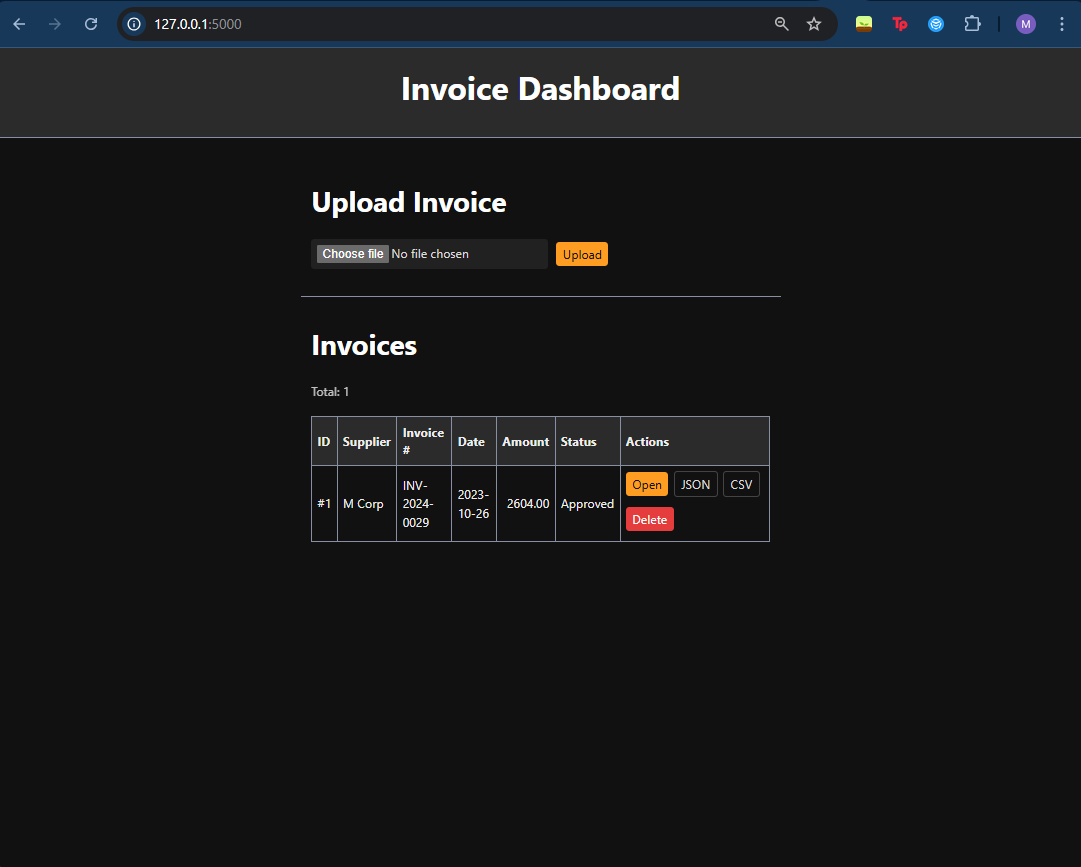 127.0.0.1:5000
Tp
M
Invoice Dashboard
Upload Invoice
Choose file No file chosen Upload
Invoices
Total: 1
ID Supplier Invoice # Date Amount Status Actions
#1 M Corp INV-2024-0029 2023-10-26 2604.00 Approved Open JSON CSV
Delete